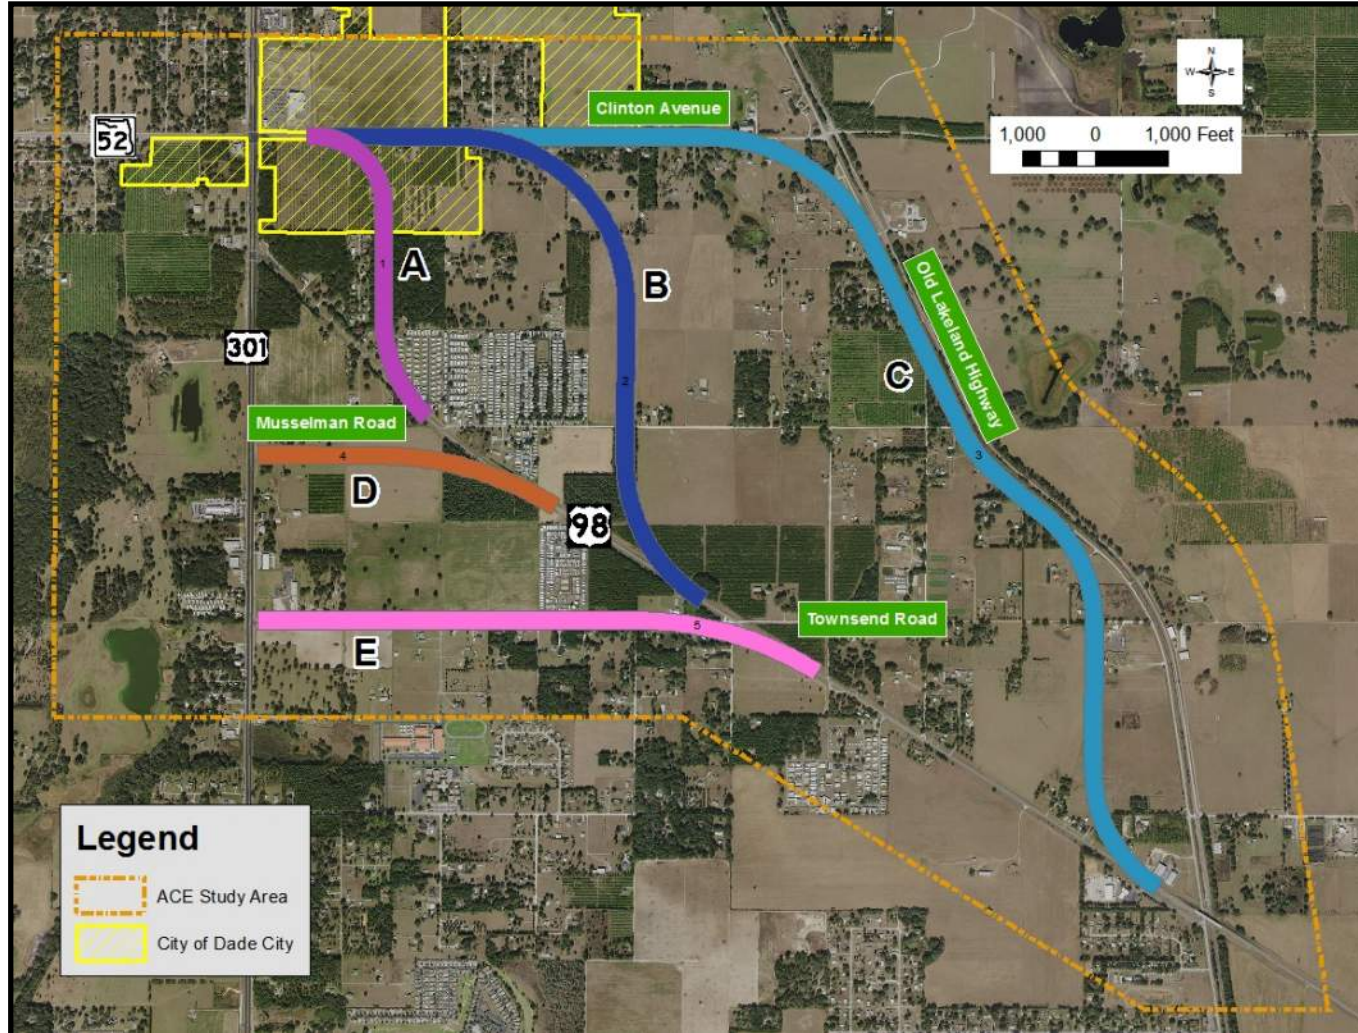 N
W E
S
Clinton Avenue
52
1,000 0 1,000 Feet
A
1
B
Old Lakeland Highway
301
2
C
Musselman Road
3
4
D
98
Townsend Road
5
E
Legend
ACE Study Area
City of Dade City